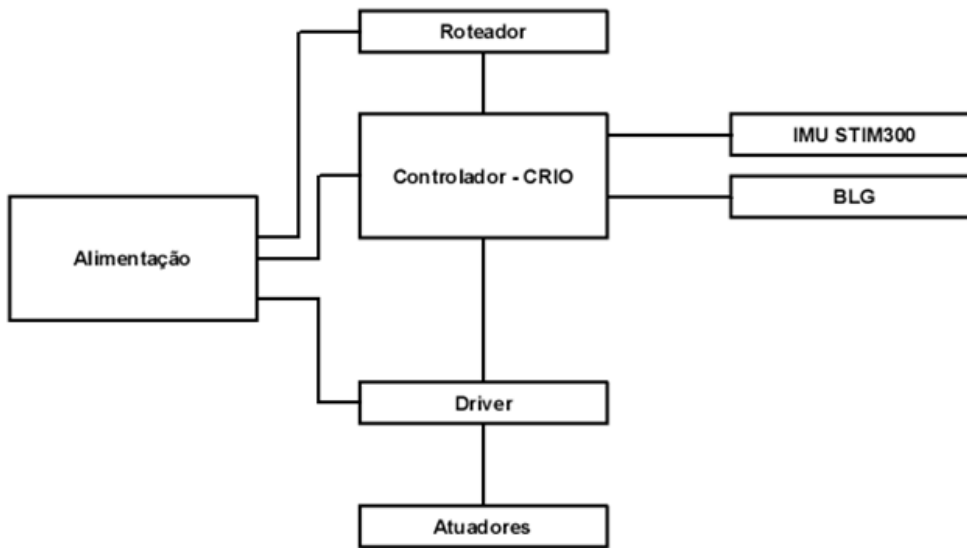 Roteador
Controlador - CRIO
IMU STIM300
BLG
Alimentação
Driver
Atuadores